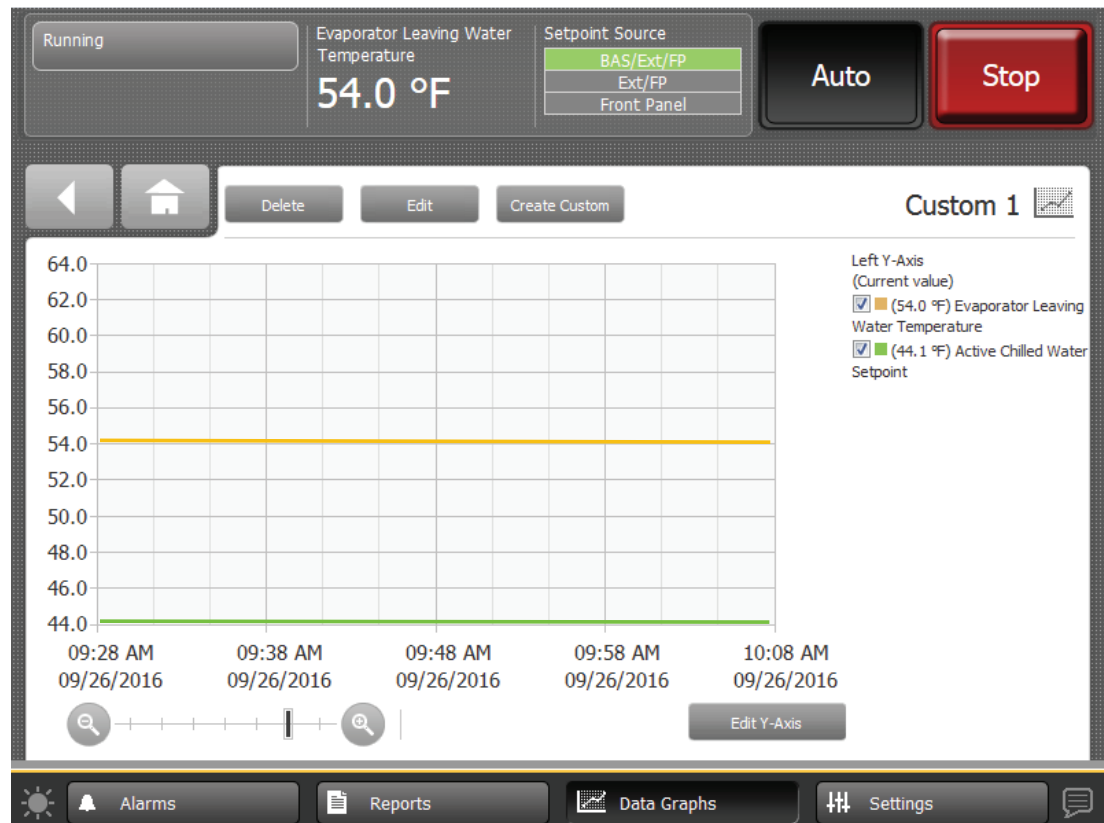 Running
Evaporator Leaving Water
Temperature
54.0 °F
Setpoint Source
BAS/Ext/FP
Ext/FP
Front Panel
Auto
Stop
Delete
Edit
Create Custom
Custom 1
64.0
62.0
60.0
58.0
56.0
54.0
52.0
50.0
48.0
46.0
44.0
09:28 AM
09/26/2016
09:38 AM
09/26/2016
09:48 AM
09/26/2016
09:58 AM
09/26/2016
10:08 AM
09/26/2016
Left Y-Axis
(Current value)
(54.0 °F) Evaporator Leaving
Water Temperature
(44.1 °F) Active Chilled Water
Setpoint
Edit Y-Axis
Alarms
Reports
Data Graphs
Settings